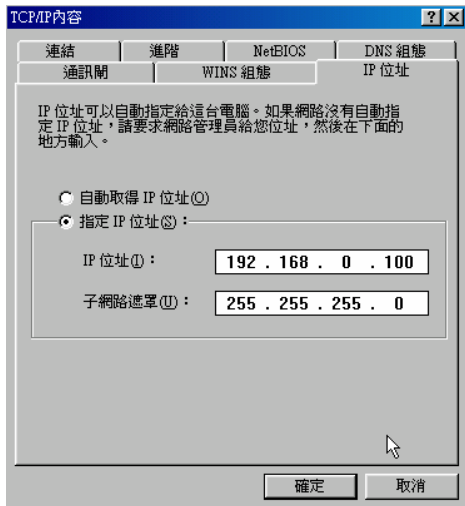 TCP/IP內容
連結 進階 NetBIOS DNS 組態
通訊閘 WINS 組態 IP 位址
IP 位址可以自動指定給這台電腦。如果網路沒有自動指
定 IP 位址，請要求網路管理員給您位址，然後在下面的
地方輸入。
自動取得 IP 位址(O)
指定 IP 位址(S)：
IP 位址(I)： 192 . 168 . 0 . 100
子網路遮罩(U)： 255 . 255 . 255 . 0
確定 取消